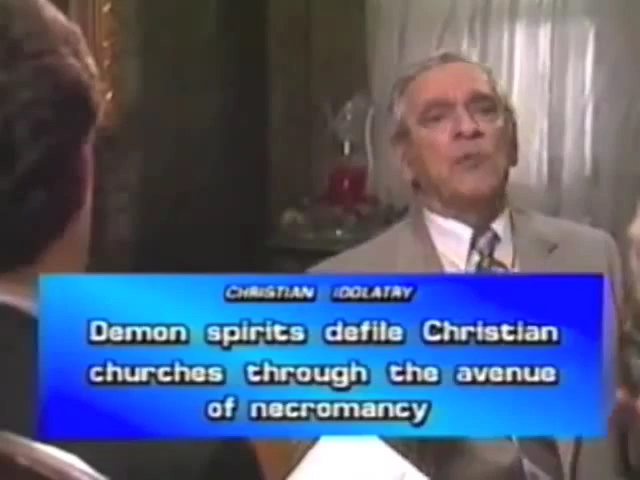 CHRISTIAN IDOLATRY
Demon spirits defile Christian
churches through the avenue
of necromancy